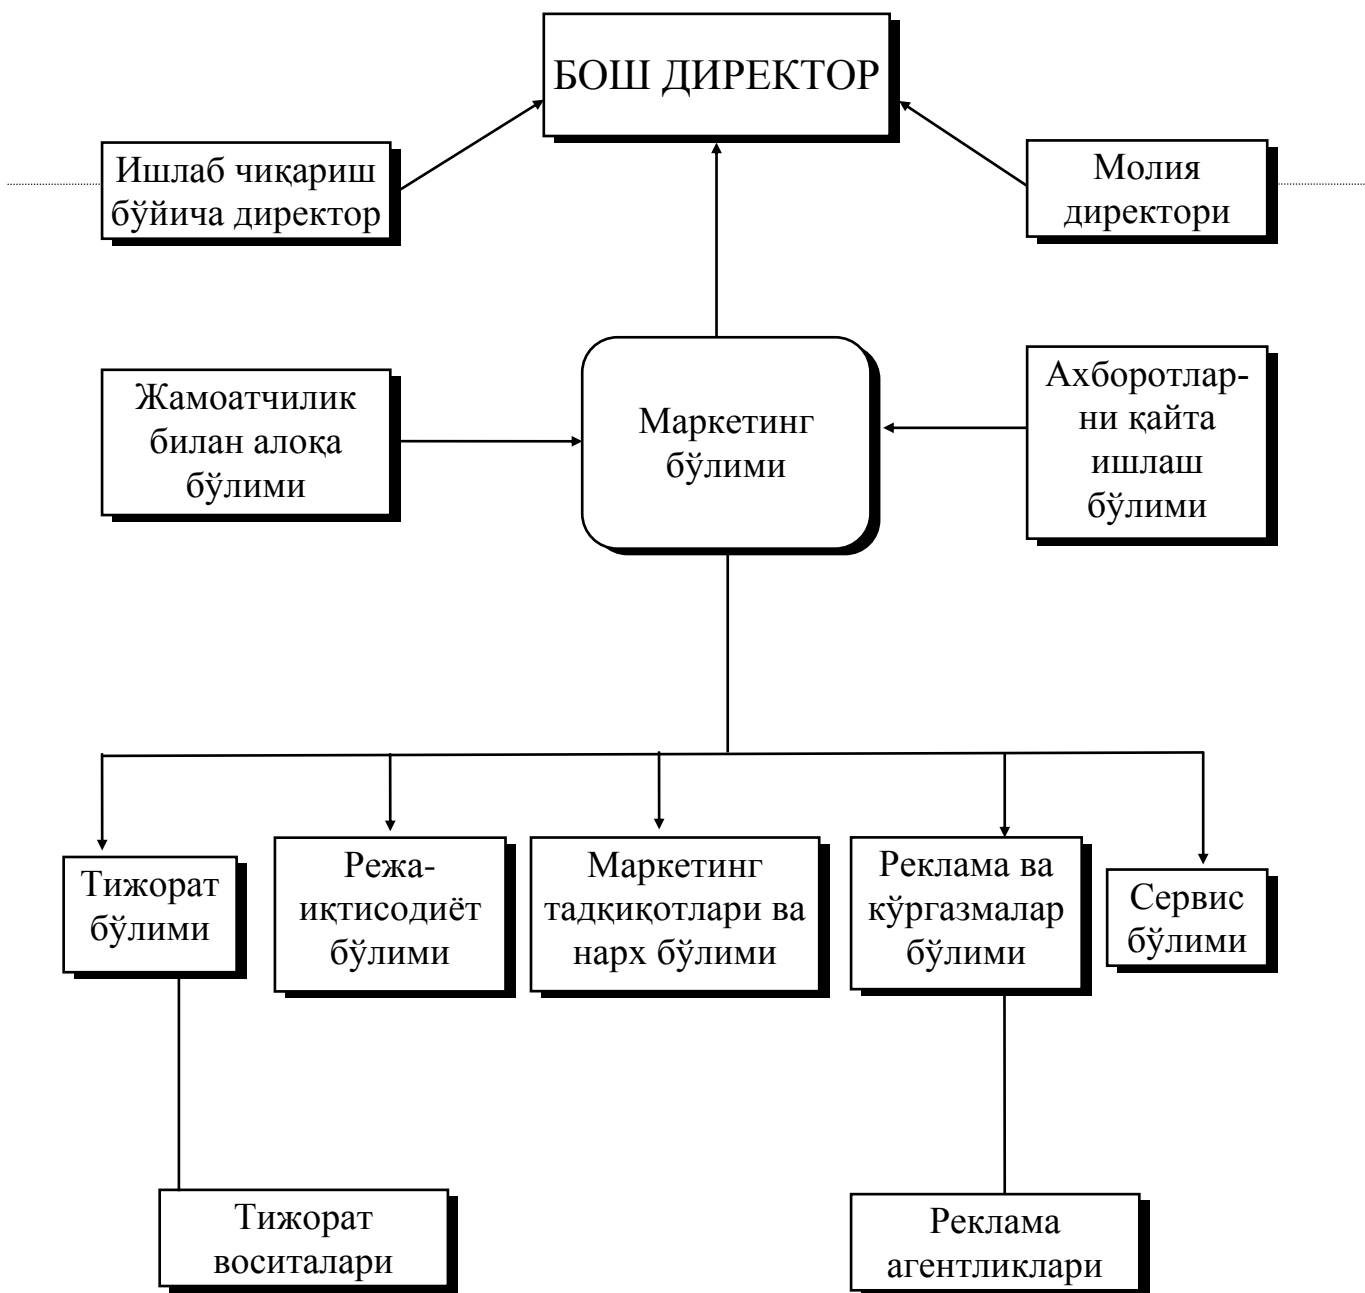 БОШ ДИРЕКТОР
Ишлаб чиқариш
бўйича директор
Молия
директори
Жамоатчилик
билан алоқа
бўлими
Маркетинг
бўлими
Ахборотлар-
ни қайта
ишлаш
бўлими
Тижорат
бўлими
Режа-
иқтисодиёт
бўлими
Маркетинг
тадқиқотлари ва
нарх бўлими
Реклама ва
кўргазмалар
бўлими
Сервис
бўлими
Тижорат
воситалари
Реклама
агентликлари